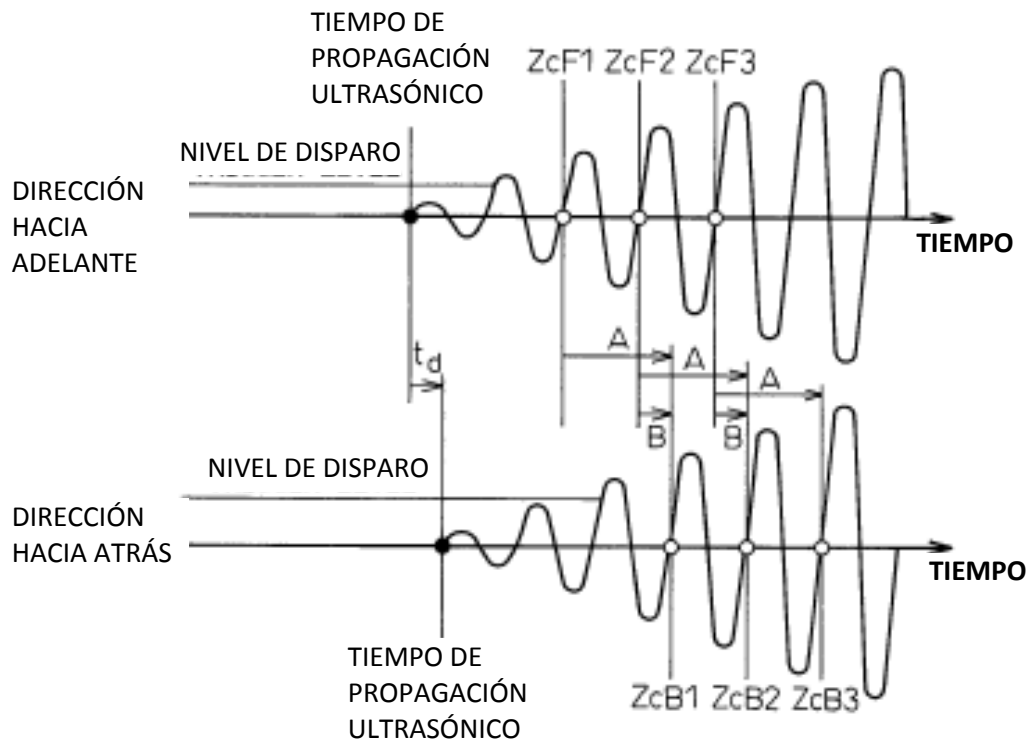 TIEMPO DE
PROPAGACIÓN
ULTRASÓNICO
ZcF1 ZcF2 ZcF3
NIVEL DE DISPARO
DIRECCIÓN
HACIA
ADELANTE
TIEMPO
A
td
A
A
B
B
NIVEL DE DISPARO
DIRECCIÓN
HACIA ATRÁS
TIEMPO
TIEMPO DE
PROPAGACIÓN
ULTRASÓNICO
ZcB1 ZcB2 ZcB3